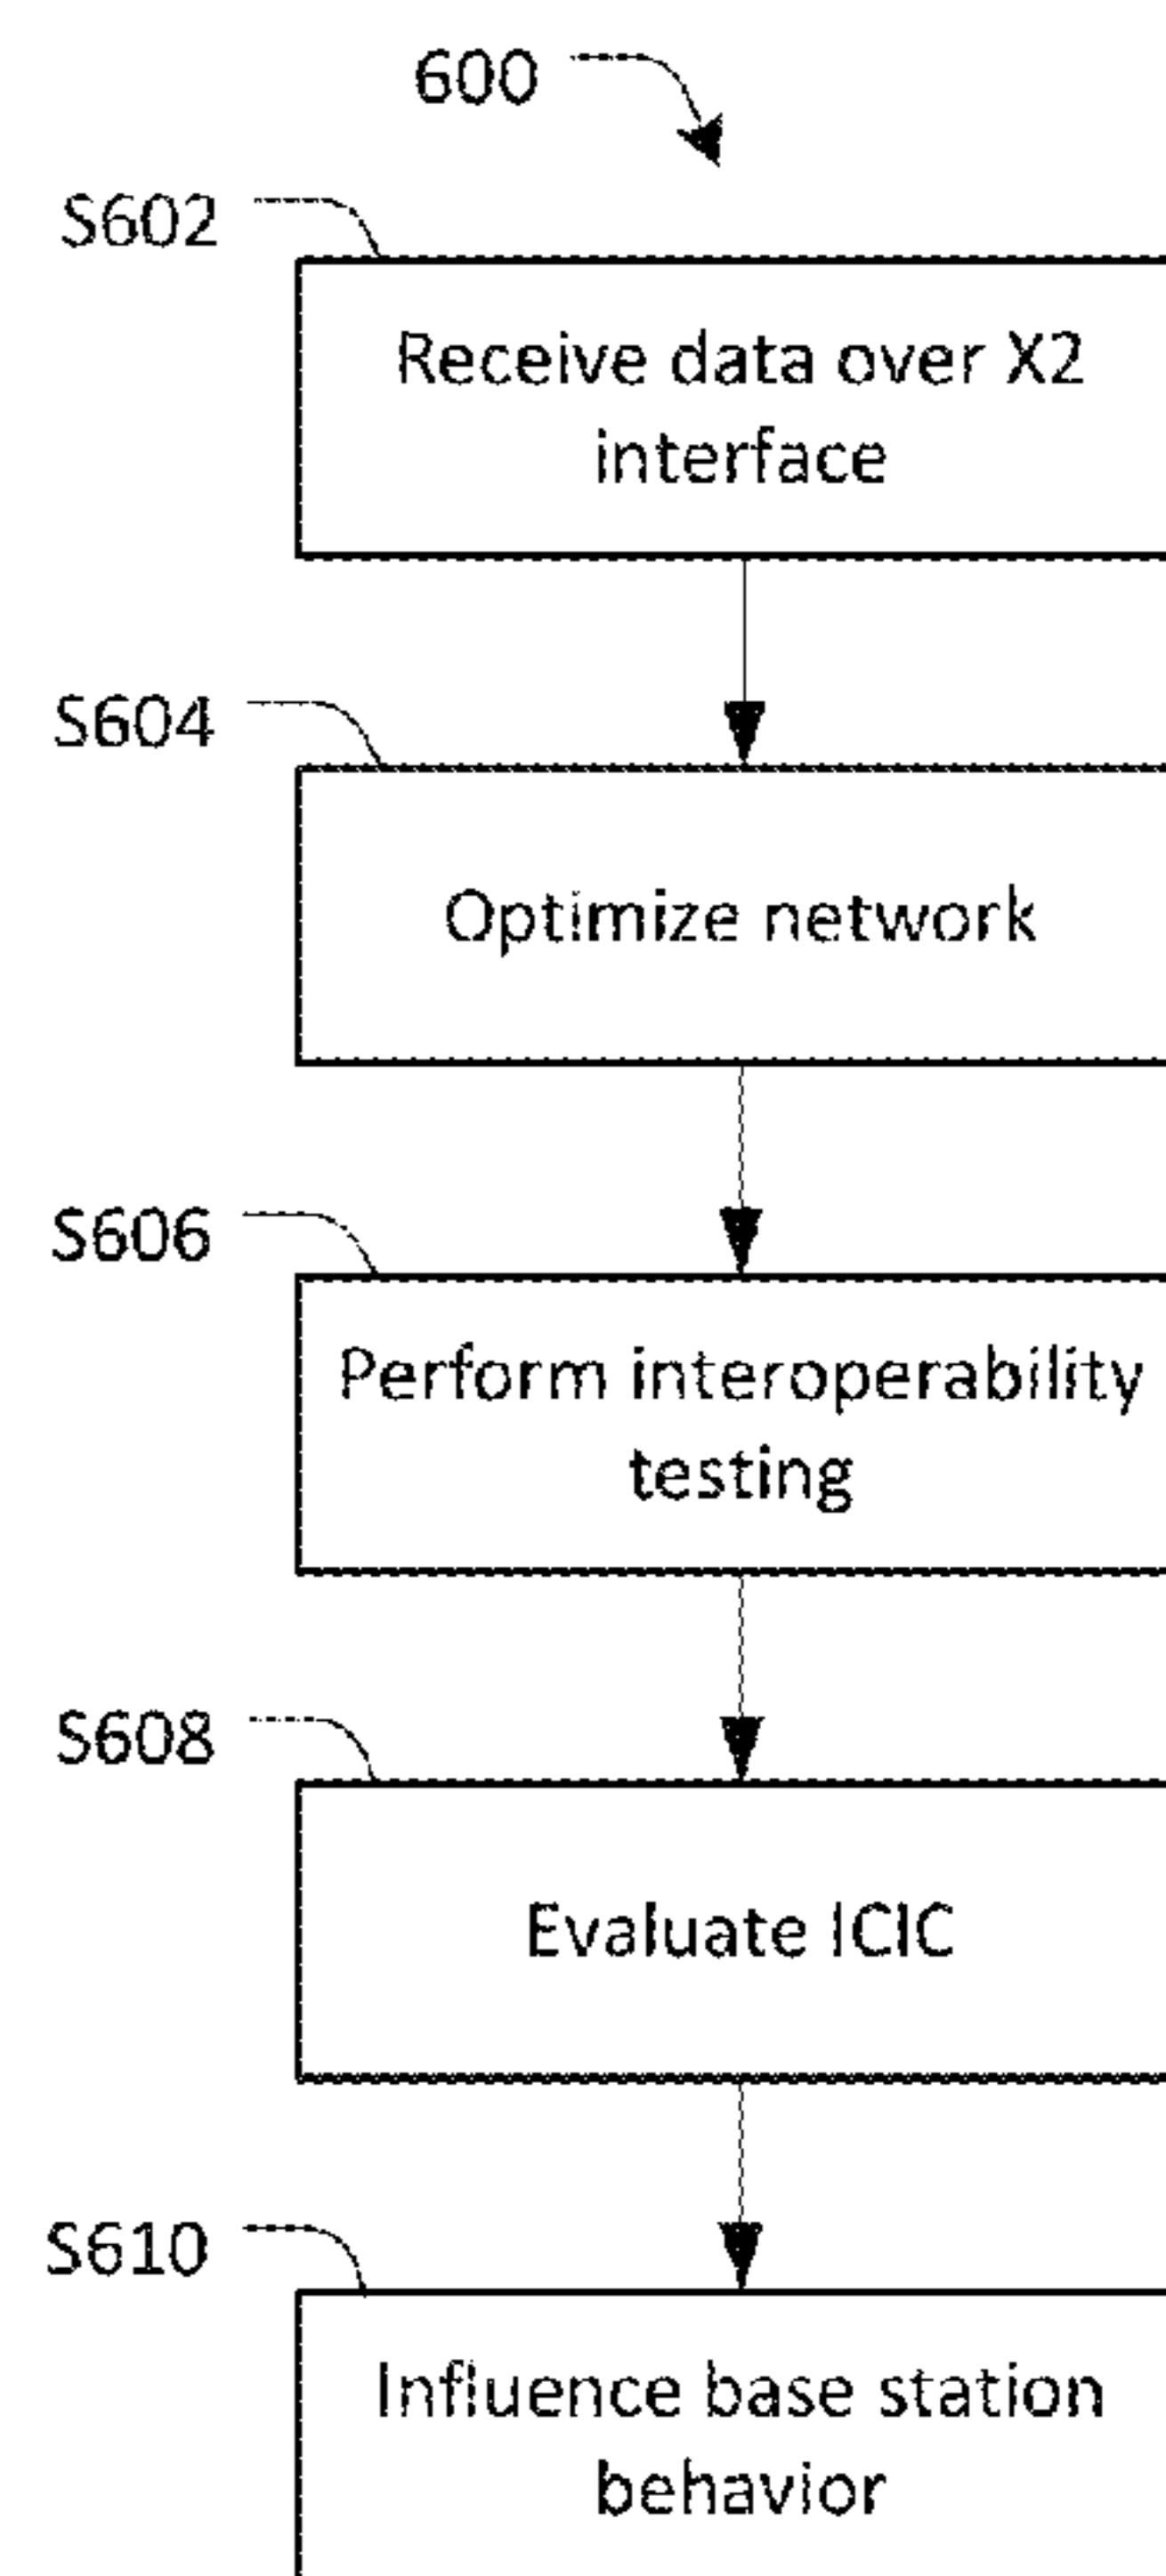 600
S602
Receive data over X2
interface
S604
Optimize network
S606
Perform interoperability
testing
S608
Evaluate ICIC
S610
Influence base station
behavior